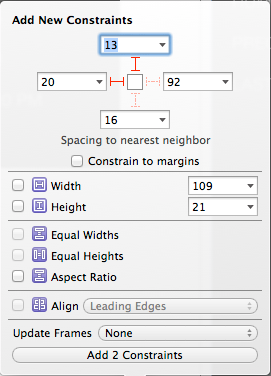 Add New Constraints
13
20 92
16
Spacing to nearest neighbor
Constrain to margins
Width 109
Height 21
Equal Widths
Equal Heights
Aspect Ratio
Align Leading Edges
Update Frames None
Add 2 Constraints